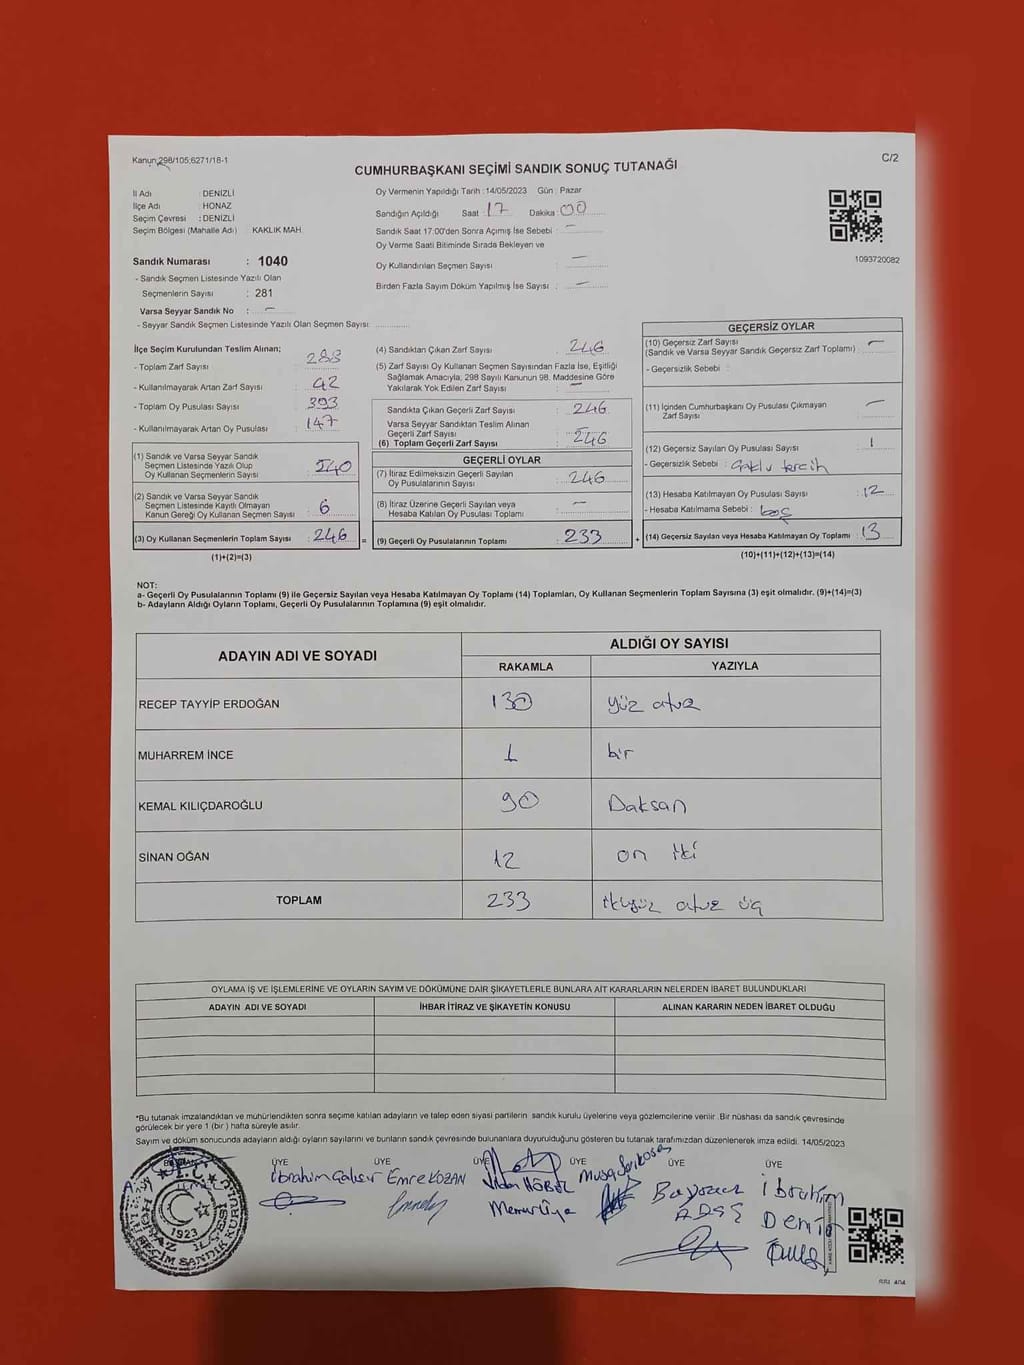 Kanun 298/105;6271/18-1
C/2
CUMHURBAŞKANI SEÇİMİ SANDIK SONUÇ TUTANAĞI
İl Adı : DENİZLİ
İlçe Adı : HONAZ
Seçim Çevresi : DENİZLİ
Seçim Bölgesi (Mahalle Adı) : KAKLIK MAH.
Sandık Numarası : 1040
- Sandık Seçmen Listesinde Yazılı Olan
Seçmenlerin Sayısı : 281
Varsa Seyyar Sandık No : -
- Seyyar Sandık Seçmen Listesinde Yazılı Olan Seçmen Sayısı
Oy Vermenin Yapıldığı Tarih : 14/05/2023 Gün : Pazar
Sandığın Açıldığı Saat : 17 Dakika : 00
Sandık Saat 17:00'den Sonra Açımış İse Sebebi : -
Oy Verme Saati Bitiminde Sırada Bekleyen ve
Oy Kullandırılan Seçmen Sayısı : -
Birden Fazla Sayım Döküm Yapılmış İse Sayısı : -
1093720082
İlçe Seçim Kurulundan Teslim Alınan;
- Toplam Zarf Sayısı : 288
- Kullanılmayarak Artan Zarf Sayısı : 42
- Toplam Oy Pusulası Sayısı : 393
- Kullanılmayarak Artan Oy Pusulası : 147
(1) Sandık ve Varsa Seyyar Sandık
Seçmen Listesinde Yazılı Olup
Oy Kullanan Seçmenlerin Sayısı : 540
(2) Sandık ve Varsa Seyyar Sandık
Seçmen Listesinde Kayıtlı Olmayan
Kanun Gereği Oy Kullanan Seçmen Sayısı : 6
(3) Oy Kullanan Seçmenlerin Toplam Sayısı : 246
(1)+(2)=(3)
=
(4) Sandıktan Çıkan Zarf Sayısı : 246
(5) Zarf Sayısı Oy Kullanan Seçmen Sayısından Fazla İse, Eşitliği
Sağlamak Amacıyla, 298 Sayılı Kanunun 98. Maddesine Göre
Yakılarak Yok Edilen Zarf Sayısı : -
Sandıkta Çıkan Geçerli Zarf Sayısı : 246
Varsa Seyyar Sandıktan Teslim Alınan
Geçerli Zarf Sayısı : -
(6) Toplam Geçerli Zarf Sayısı : 246
GEÇERLİ OYLAR
(7) İtiraz Edilmeksizin Geçerli Sayılan
Oy Pusulalarının Sayısı : 246
(8) İtiraz Üzerine Geçerli Sayılan veya
Hesaba Katılan Oy Pusulası Toplamı : -
(9) Geçerli Oy Pusulalarının Toplamı : 233
+
GEÇERSİZ OYLAR
(10) Geçersiz Zarf Sayısı : -
(Sandık ve Varsa Seyyar Sandık Geçersiz Zarf Toplamı)
- Geçersizlik Sebebi :
(11) İçinden Cumhurbaşkanı Oy Pusulası Çıkmayan
Zarf Sayısı : -
(12) Geçersiz Sayılan Oy Pusulası Sayısı : 1
- Geçersizlik Sebebi : Çoklu tercih
(13) Hesaba Katılmayan Oy Pusulası Sayısı : 12
- Hesaba Katılmama Sebebi : boş
(14) Geçersiz Sayılan veya Hesaba Katılmayan Oy Toplamı : 13
(10)+(11)+(12)+(13)=(14)
NOT:
a- Geçerli Oy Pusulalarının Toplamı (9) ile Geçersiz Sayılan veya Hesaba Katılmayan Oy Toplamı (14) Toplamları, Oy Kullanan Seçmenlerin Toplam Sayısına (3) eşit olmalıdır. (9)+(14)=(3)
b- Adayların Aldığı Oyların Toplamı, Geçerli Oy Pusulalarının Toplamına (9) eşit olmalıdır.
ADAYIN ADI VE SOYADI
ALDIĞI OY SAYISI
RAKAMLA YAZIYLA
RECEP TAYYİP ERDOĞAN 130 yüz otuz
MUHARREM İNCE 1 bir
KEMAL KILIÇDAROĞLU 90 Doksan
SİNAN OĞAN 12 on iki
TOPLAM 233 ikiyüz otuz üç
OYLAMA İŞ VE İŞLEMLERİNE VE OYLARIN SAYIM VE DÖKÜMÜNE DAİR ŞİKAYETLERLE BUNLARA AİT KARARLARIN NELERDEN İBARET BULUNDUKLARI
ADAYIN ADI VE SOYADI İHBAR İTİRAZ VE ŞİKAYETİN KONUSU ALINAN KARARIN NEDEN İBARET OLDUĞU
*Bu tutanak imzalandıktan ve mühürlendikten sonra seçime katılan adayların ve talep eden siyasi partilerin sandık kurulu üyelerine veya gözlemcilerine verilir. Bir nüshası da sandık çevresinde
görülecek bir yere 1 (bir) hafta süreyle asılır.
Sayım ve döküm sonucunda adayların aldığı oyların sayılarını ve bunların sandık çevresinde bulunanlara duyurulduğunu gösteren bu tutanak tarafımızdan düzenlenerek imza edildi. 14/05/2023
ÜYE ÜYE ÜYE ÜYE ÜYE ÜYE
İbrahim Emre KOZAN
Memur Üye
İbrahim
T.C.
HONAZ İLÇESİ
1923